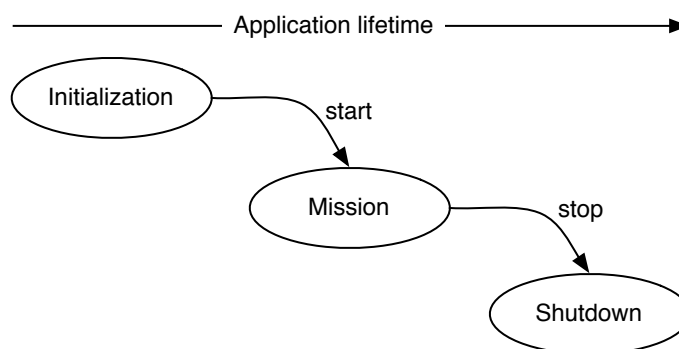 Application lifetime
Initialization
start
Mission
stop
Shutdown